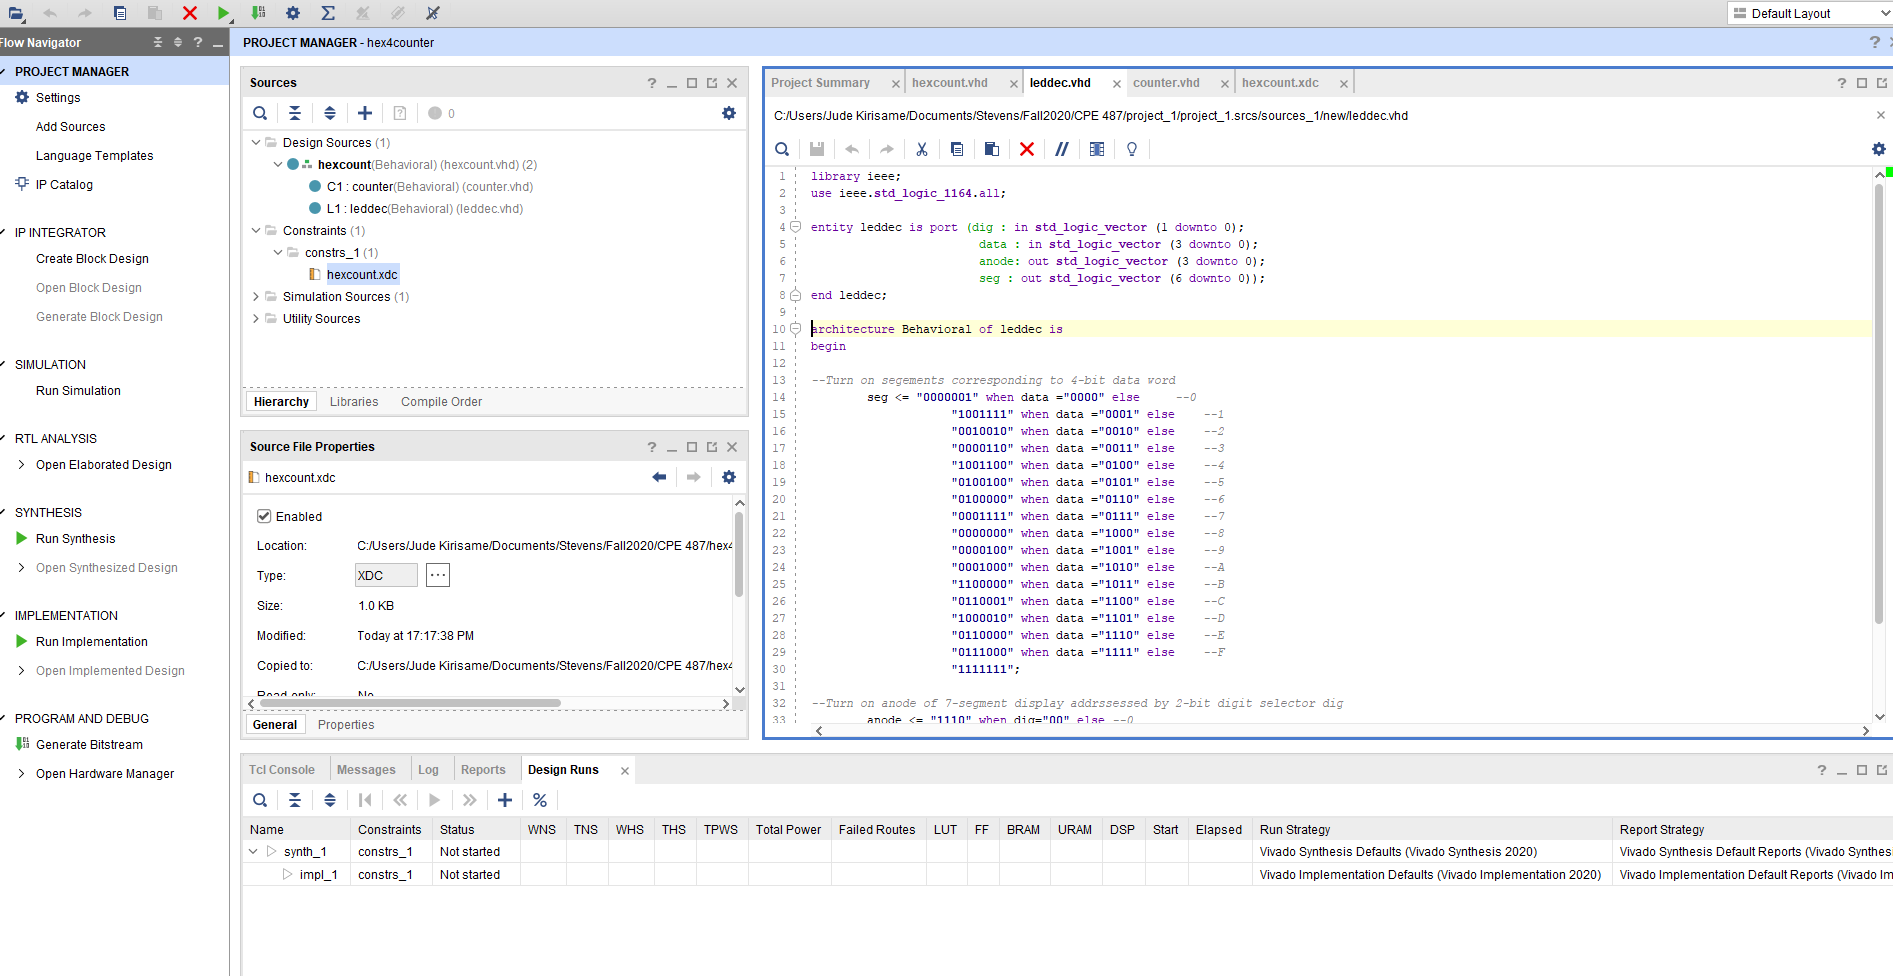 Default Layout
Flow Navigator
PROJECT MANAGER - hex4counter
PROJECT MANAGER
Settings
Add Sources
Language Templates
IP Catalog
IP INTEGRATOR
Create Block Design
Open Block Design
Generate Block Design
SIMULATION
Run Simulation
RTL ANALYSIS
Open Elaborated Design
SYNTHESIS
Run Synthesis
Open Synthesized Design
IMPLEMENTATION
Run Implementation
Open Implemented Design
PROGRAM AND DEBUG
Generate Bitstream
Open Hardware Manager
Sources
0
Design Sources (1)
hexcount(Behavioral) (hexcount.vhd) (2)
C1 : counter(Behavioral) (counter.vhd)
L1 : leddec(Behavioral) (leddec.vhd)
Constraints (1)
constrs_1 (1)
hexcount.xdc
Simulation Sources (1)
Utility Sources
Hierarchy Libraries Compile Order
Source File Properties
hexcount.xdc
Enabled
Location: C:/Users/Jude Kirisame/Documents/Stevens/Fall2020/CPE 487/hex4
Type: XDC ...
Size: 1.0 KB
Modified: Today at 17:17:38 PM
Copied to: C:/Users/Jude Kirisame/Documents/Stevens/Fall2020/CPE 487/hex4
Read-only: No
General Properties
Project Summary hexcount.vhd leddec.vhd counter.vhd hexcount.xdc
C:/Users/Jude Kirisame/Documents/Stevens/Fall2020/CPE 487/project_1/project_1.srcs/sources_1/new/leddec.vhd
1 library ieee;
2 use ieee.std_logic_1164.all;
3
4 entity leddec is port (dig : in std_logic_vector (1 downto 0);
5 data : in std_logic_vector (3 downto 0);
6 anode: out std_logic_vector (3 downto 0);
7 seg : out std_logic_vector (6 downto 0));
8 end leddec;
9
10 architecture Behavioral of leddec is
11 begin
12
13 --Turn on segements corresponding to 4-bit data word
14 seg <= "0000001" when data ="0000" else --0
15 "1001111" when data ="0001" else --1
16 "0010010" when data ="0010" else --2
17 "0000110" when data ="0011" else --3
18 "1001100" when data ="0100" else --4
19 "0100100" when data ="0101" else --5
20 "0100000" when data ="0110" else --6
21 "0001111" when data ="0111" else --7
22 "0000000" when data ="1000" else --8
23 "0000100" when data ="1001" else --9
24 "0001000" when data ="1010" else --A
25 "1100000" when data ="1011" else --B
26 "0110001" when data ="1100" else --C
27 "1000010" when data ="1101" else --D
28 "0110000" when data ="1110" else --E
29 "0111000" when data ="1111" else --F
30 "1111111";
31
32 --Turn on anode of 7-segment display addrssessed by 2-bit digit selector dig
33 anode <= "1110" when dig="00" else --0
Tcl Console Messages Log Reports Design Runs
Name Constraints Status WNS TNS WHS THS TPWS Total Power Failed Routes LUT FF BRAM URAM DSP Start Elapsed Run Strategy Report Strategy
synth_1 constrs_1 Not started Vivado Synthesis Defaults (Vivado Synthesis 2020) Vivado Synthesis Default Reports (Vivado Synthes
impl_1 constrs_1 Not started Vivado Implementation Defaults (Vivado Implementation 2020) Vivado Implementation Default Reports (Vivado Im